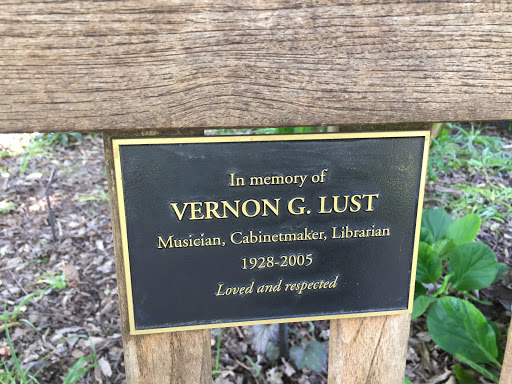 In memory of
VERNON G. LUST
Musician, Cabinetmaker, Librarian
1928-2005
Loved and respected